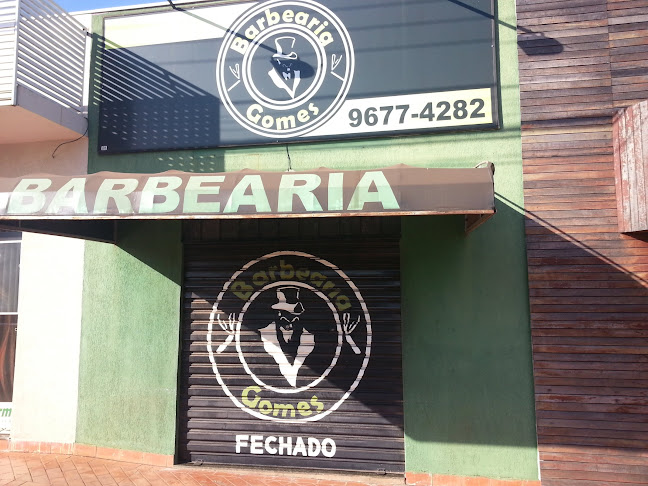 Barbearia
Gomes
9677-4282
BARBEARIA
Barbearia
Gomes
FECHADO